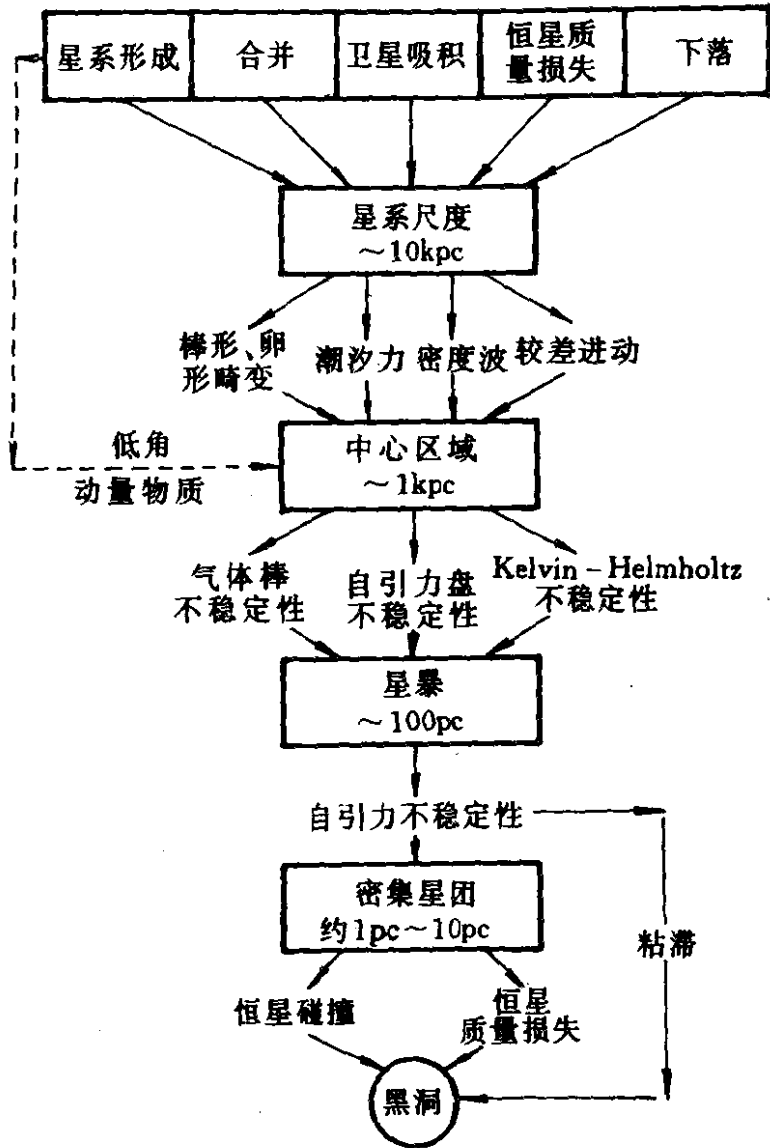 星系形成
合并
卫星吸积
恒星质
量损失
下落
星系尺度
～10kpc
棒形、卵
形畸变
潮汐力
密度波
较差进动
低角
动量物质
中心区域
～1kpc
气体棒
不稳定性
自引力盘
不稳定性
Kelvin－Helmholtz
不稳定性
星暴
～100pc
自引力不稳定性
密集星团
约1pc～10pc
粘滞
恒星碰撞
恒星
质量损失
黑洞